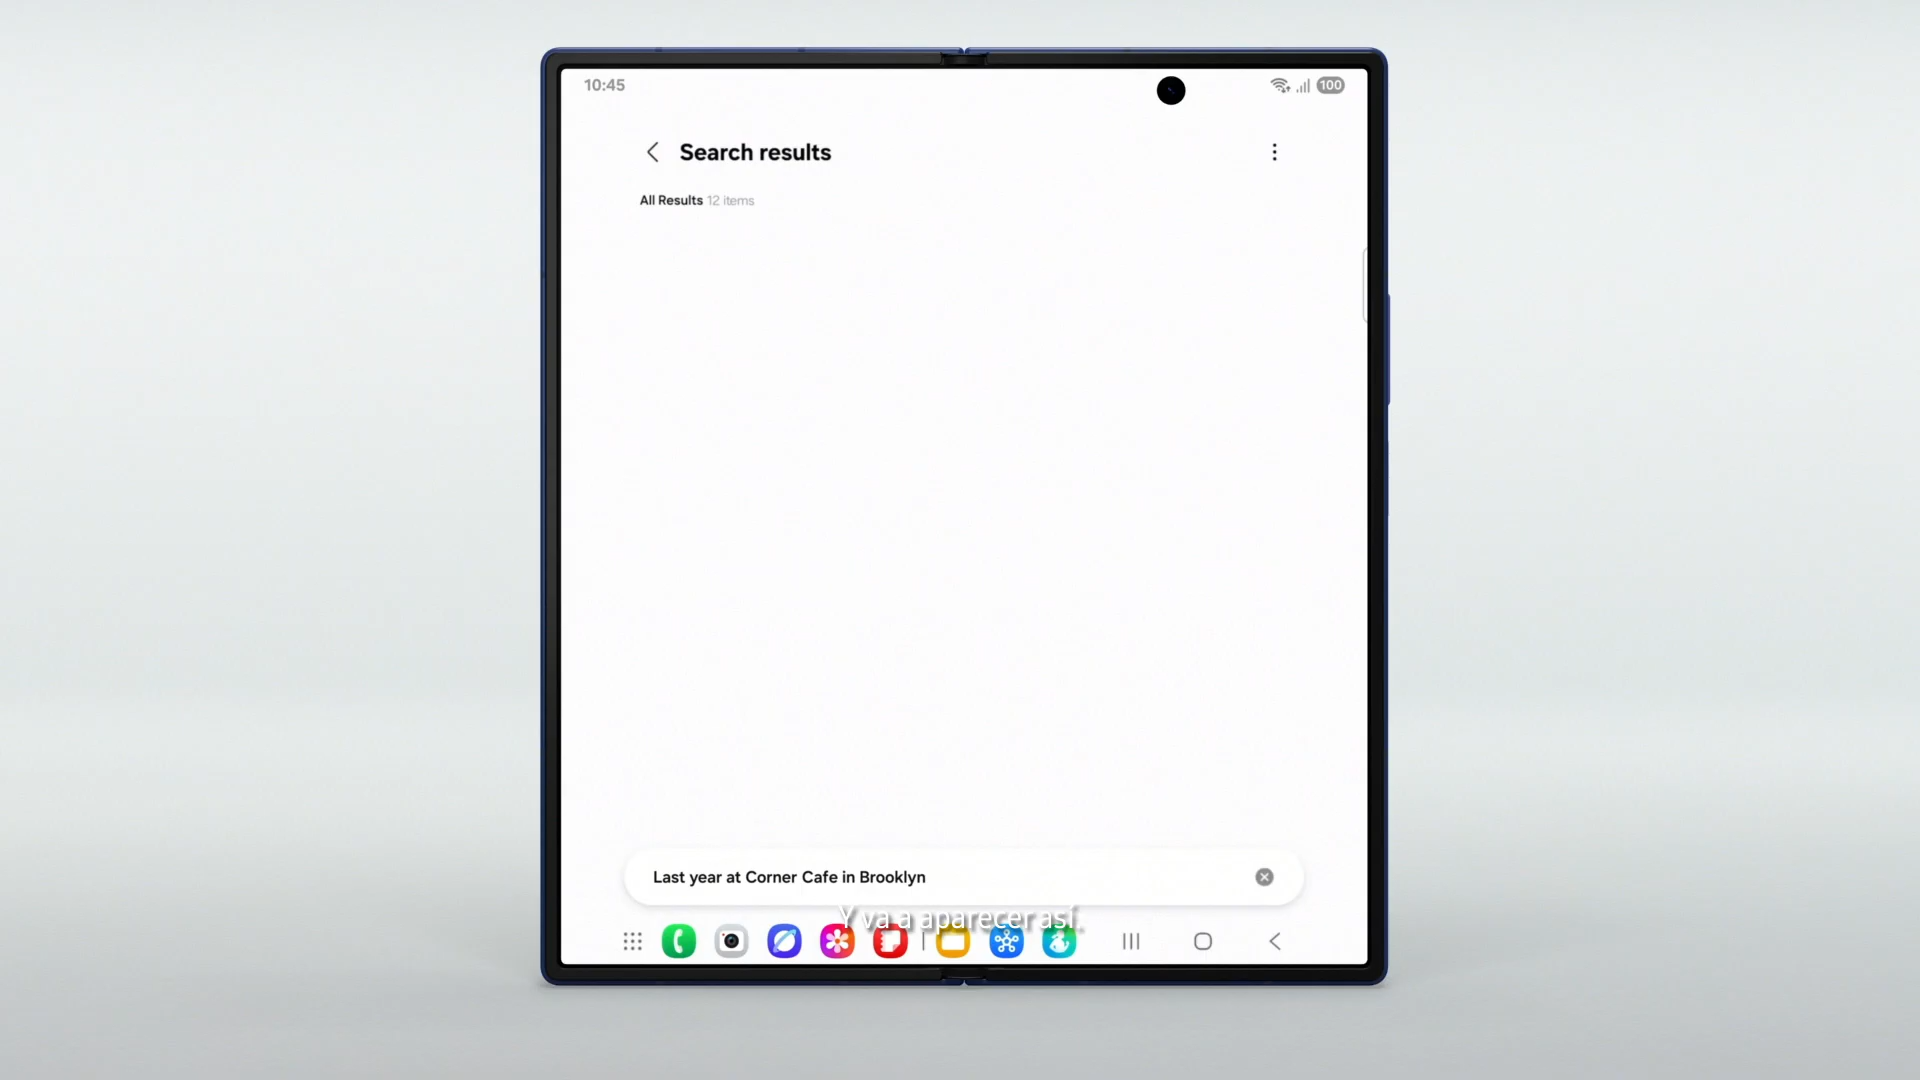 10:45
100
Search results
All Results 12 items
Last year at Corner Cafe in Brooklyn
Y va a aparecer así.